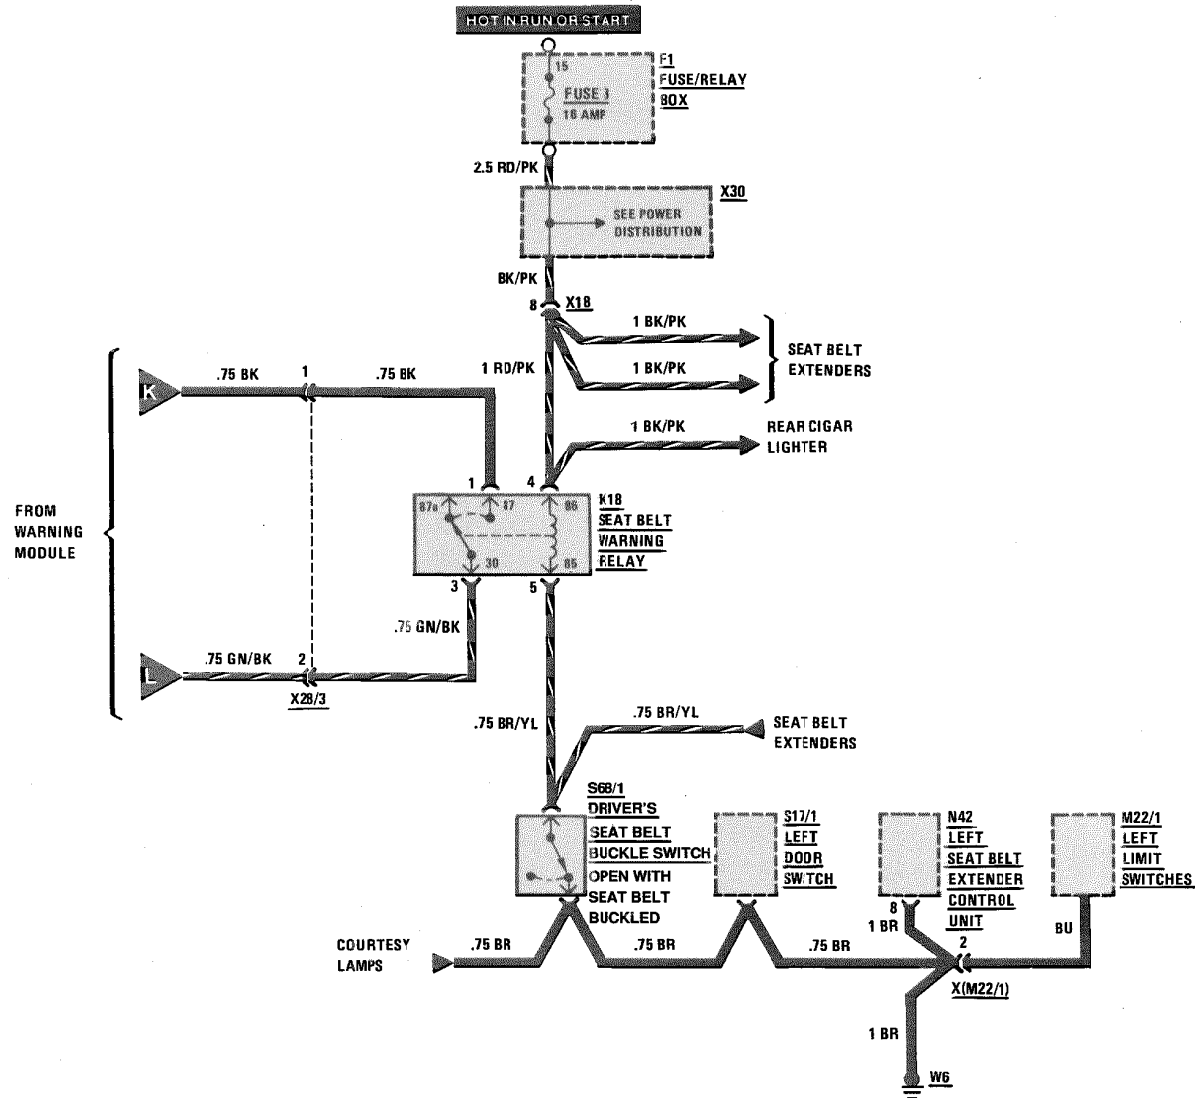 HOT IN RUN OR START
15
FUSE 1
16 AMP
F1
FUSE/RELAY
BOX
2.5 RD/PK
X30
SEE POWER
DISTRIBUTION
BK/PK
8
X18
1 BK/PK
1 RD/PK
1 BK/PK
SEAT BELT
EXTENDERS
1 BK/PK
REAR CIGAR
LIGHTER
K
.75 BK
1
.75 BK
FROM
WARNING
MODULE
1
4
87a
87
86
30
85
K18
SEAT BELT
WARNING
RELAY
3
5
.75 GN/BK
L
.75 GN/BK
2
X28/3
.75 BR/YL
.75 BR/YL
SEAT BELT
EXTENDERS
S68/1
DRIVER'S
SEAT BELT
BUCKLE SWITCH
OPEN WITH
SEAT BELT
BUCKLED
S17/1
LEFT
DOOR
SWITCH
N42
LEFT
SEAT BELT
EXTENDER
CONTROL
UNIT
M22/1
LEFT
LIMIT
SWITCHES
8
1 BR
BU
COURTESY
LAMPS
.75 BR
.75 BR
.75 BR
2
X(M22/1)
1 BR
W6